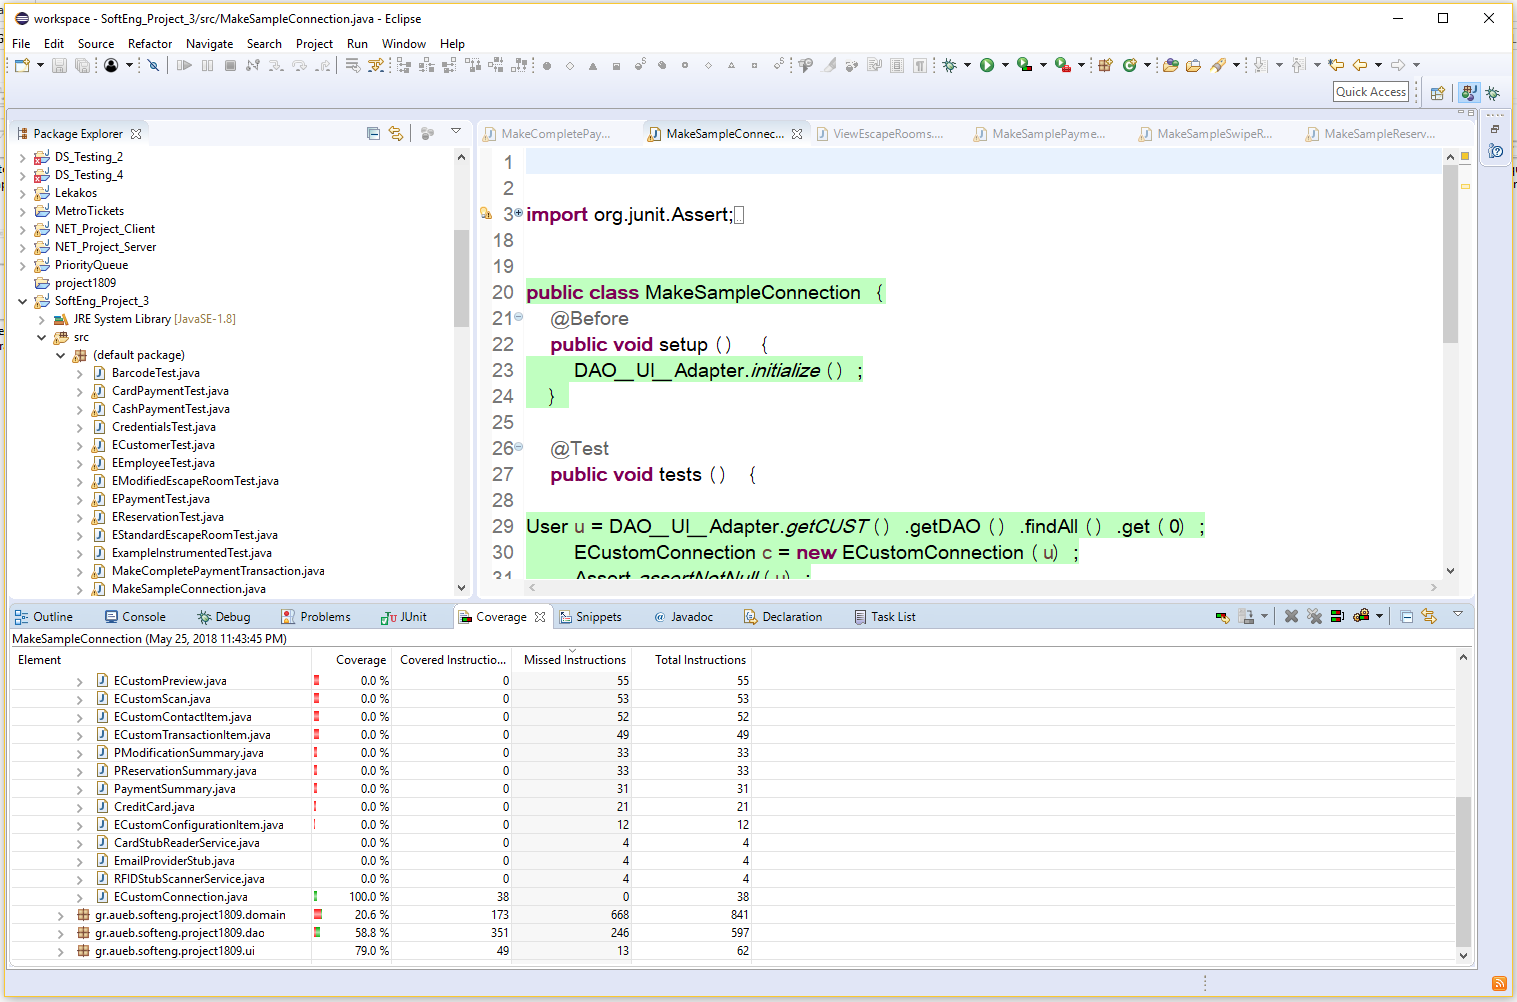 workspace - SoftEng_Project_3/src/MakeSampleConnection.java - Eclipse
File Edit Source Refactor Navigate Search Project Run Window Help
Quick Access
Package Explorer
DS_Testing_2
DS_Testing_4
Lekakos
MetroTickets
NET_Project_Client
NET_Project_Server
PriorityQueue
project1809
SoftEng_Project_3
JRE System Library [JavaSE-1.8]
src
(default package)
BarcodeTest.java
CardPaymentTest.java
CashPaymentTest.java
CredentialsTest.java
ECustomerTest.java
EEmployeeTest.java
EModifiedEscapeRoomTest.java
EPaymentTest.java
EReservationTest.java
EStandardEscapeRoomTest.java
ExampleInstrumentedTest.java
MakeCompletePaymentTransaction.java
MakeSampleConnection.java
MakeCompletePay... MakeSampleConnec... ViewEscapeRooms.... MakeSamplePayme... MakeSampleSwipeR... MakeSampleReserv...
1
2
3 import org.junit.Assert;
18
19
20 public class MakeSampleConnection {
21 @Before
22 public void setup () {
23 DAO__UI__Adapter.initialize () ;
24 }
25
26 @Test
27 public void tests () {
28
29 User u = DAO__UI__Adapter.getCUST () .getDAO () .findAll () .get ( 0) ;
30 ECustomConnection c = new ECustomConnection ( u) ;
31 Assert.assertNotNull ( u) ;
Outline Console Debug Problems JUnit Coverage Snippets @ Javadoc Declaration Task List
MakeSampleConnection (May 25, 2018 11:43:45 PM)
Element Coverage Covered Instructio... Missed Instructions Total Instructions
ECustomPreview.java 0.0 % 0 55 55
ECustomScan.java 0.0 % 0 53 53
ECustomContactItem.java 0.0 % 0 52 52
ECustomTransactionItem.java 0.0 % 0 49 49
PModificationSummary.java 0.0 % 0 33 33
PReservationSummary.java 0.0 % 0 33 33
PaymentSummary.java 0.0 % 0 31 31
CreditCard.java 0.0 % 0 21 21
ECustomConfigurationItem.java 0.0 % 0 12 12
CardStubReaderService.java 0.0 % 0 4 4
EmailProviderStub.java 0.0 % 0 4 4
RFIDStubScannerService.java 0.0 % 0 4 4
ECustomConnection.java 100.0 % 38 0 38
gr.aueb.softeng.project1809.domain 20.6 % 173 668 841
gr.aueb.softeng.project1809.dao 58.8 % 351 246 597
gr.aueb.softeng.project1809.ui 79.0 % 49 13 62